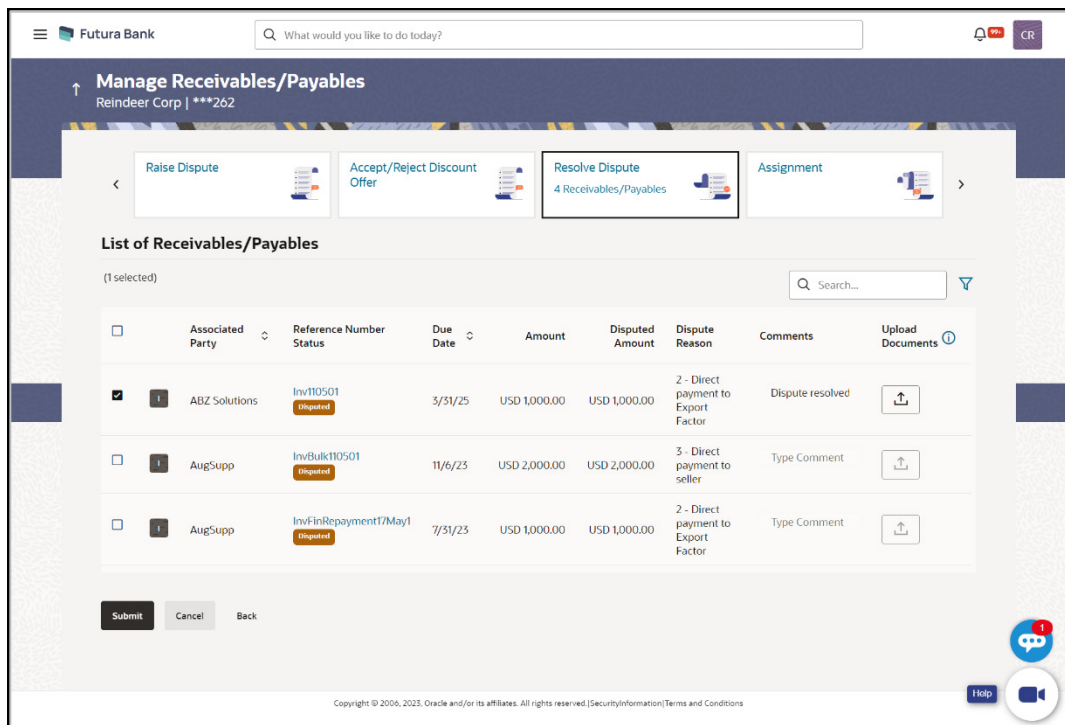 Futura Bank
What would you like to do today?
99+
CR
Manage Receivables/Payables
Reindeer Corp | ***262
Raise Dispute
Accept/Reject Discount
Offer
Resolve Dispute
4 Receivables/Payables
Assignment
List of Receivables/Payables
(1 selected)
Search...
Associated
Party
Reference Number
Status
Due
Date
Amount
Disputed
Amount
Dispute
Reason
Comments
Upload
Documents
I
ABZ Solutions
Inv110501
Disputed
3/31/25
USD 1,000.00
USD 1,000.00
2 - Direct
payment to
Export
Factor
Dispute resolved
I
AugSupp
InvBulk110501
Disputed
11/6/23
USD 2,000.00
USD 2,000.00
3 - Direct
payment to
seller
Type Comment
I
AugSupp
InvFinRepayment17May1
Disputed
7/31/23
USD 1,000.00
USD 1,000.00
2 - Direct
payment to
Export
Factor
Type Comment
Submit
Cancel
Back
1
Help
Copyright © 2006, 2023, Oracle and/or its affiliates. All rights reserved.|SecurityInformation|Terms and Conditions